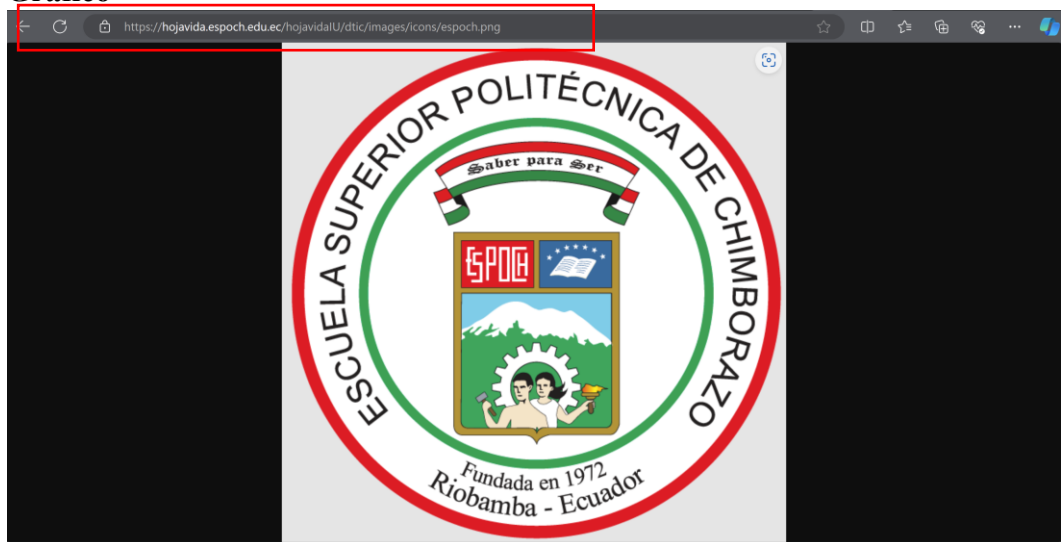 Gráfico
https://hojavida.espoch.edu.ec/hojavidaIU/dtic/images/icons/espoch.png
ESCUELA SUPERIOR POLITÉCNICA DE CHIMBORAZO
Saber para Ser
ESPOCH
Fundada en 1972
Riobamba - Ecuador